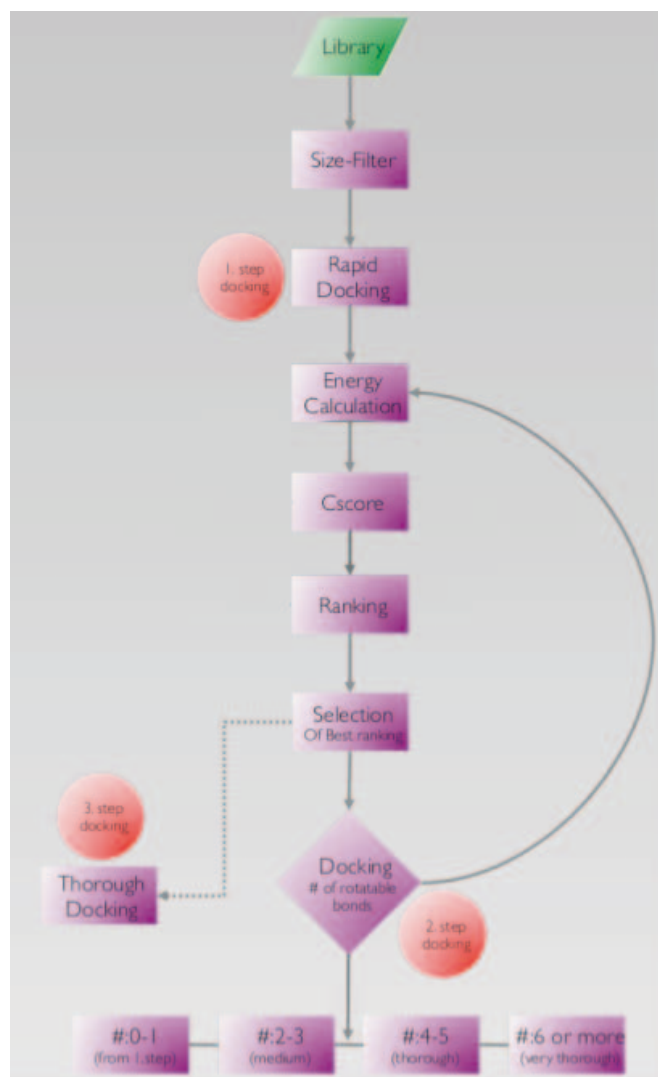 Library
Size-Filter
1. step
docking
Rapid
Docking
Energy
Calculation
Cscore
Ranking
Selection
Of Best ranking
3. step
docking
Thorough
Docking
Docking
# of rotatable
bonds
2. step
docking
#:0-1
(from 1.step)
#:2-3
(medium)
#:4-5
(thorough)
#:6 or more
(very thorough)